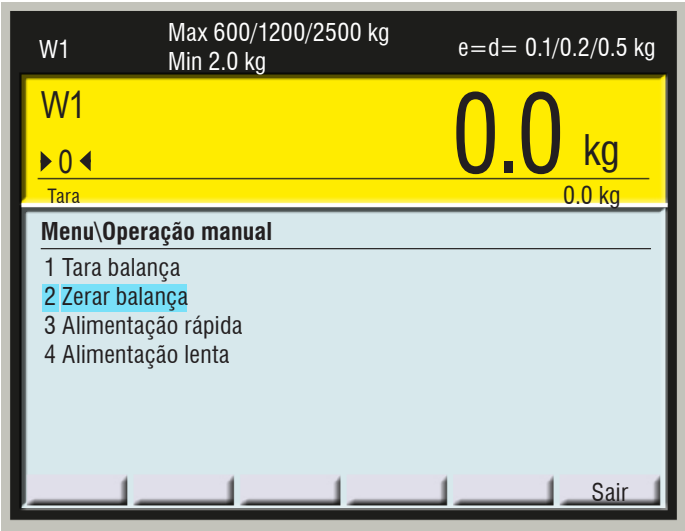 W1 Max 600/1200/2500 kg e=d= 0.1/0.2/0.5 kg
Min 2.0 kg
W1 0.0 kg
0
Tara 0.0 kg
Menu\Operação manual
1 Tara balança
2 Zerar balança
3 Alimentação rápida
4 Alimentação lenta
Sair